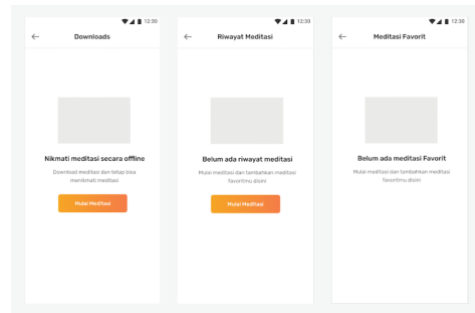 12:30
Downloads
Nikmati meditasi secara offline
Download meditasi dan tetap bisa
menikmati meditasi
Mulai Meditasi
12:30
Riwayat Meditasi
Belum ada riwayat meditasi
Mulai meditasi dan tambahkan meditasi
favoritmu disini
Mulai Meditasi
12:30
Meditasi Favorit
Belum ada meditasi Favorit
Mulai meditasi dan tambahkan meditasi
favoritmu disini